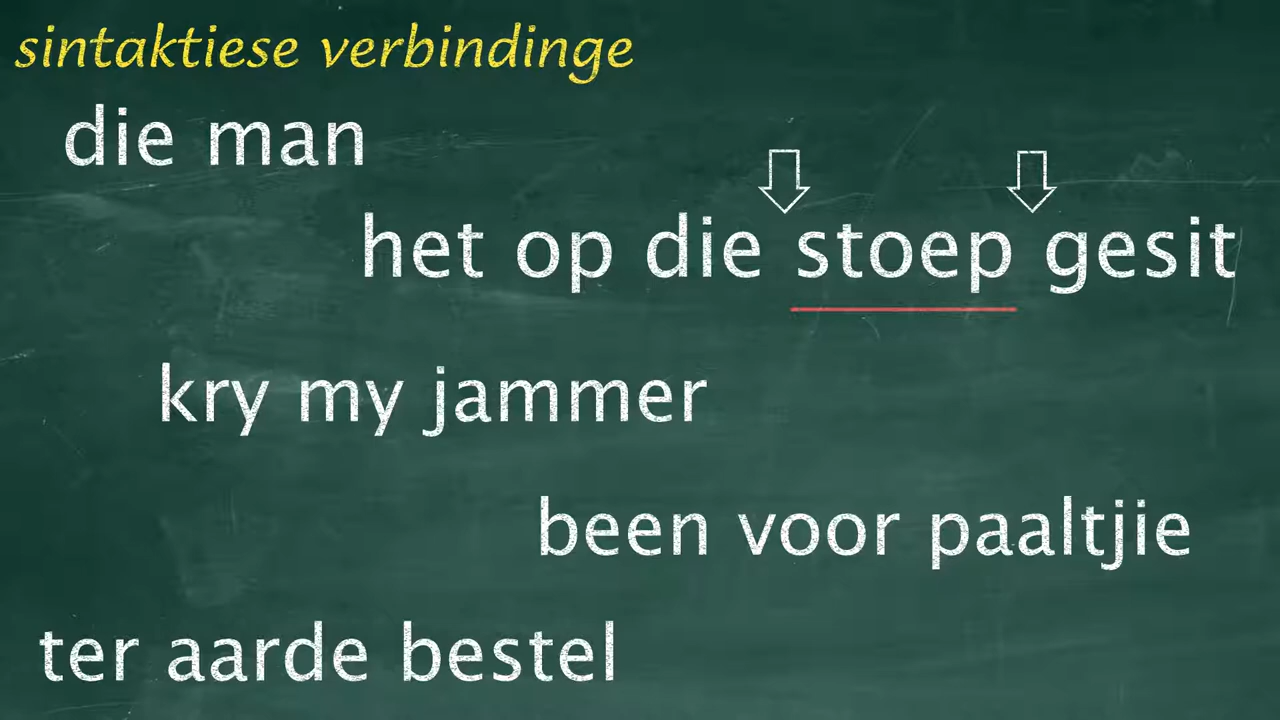 sintaktiese verbindinge
die man
het op die stoep gesit
kry my jammer
been voor paaltjie
ter aarde bestel